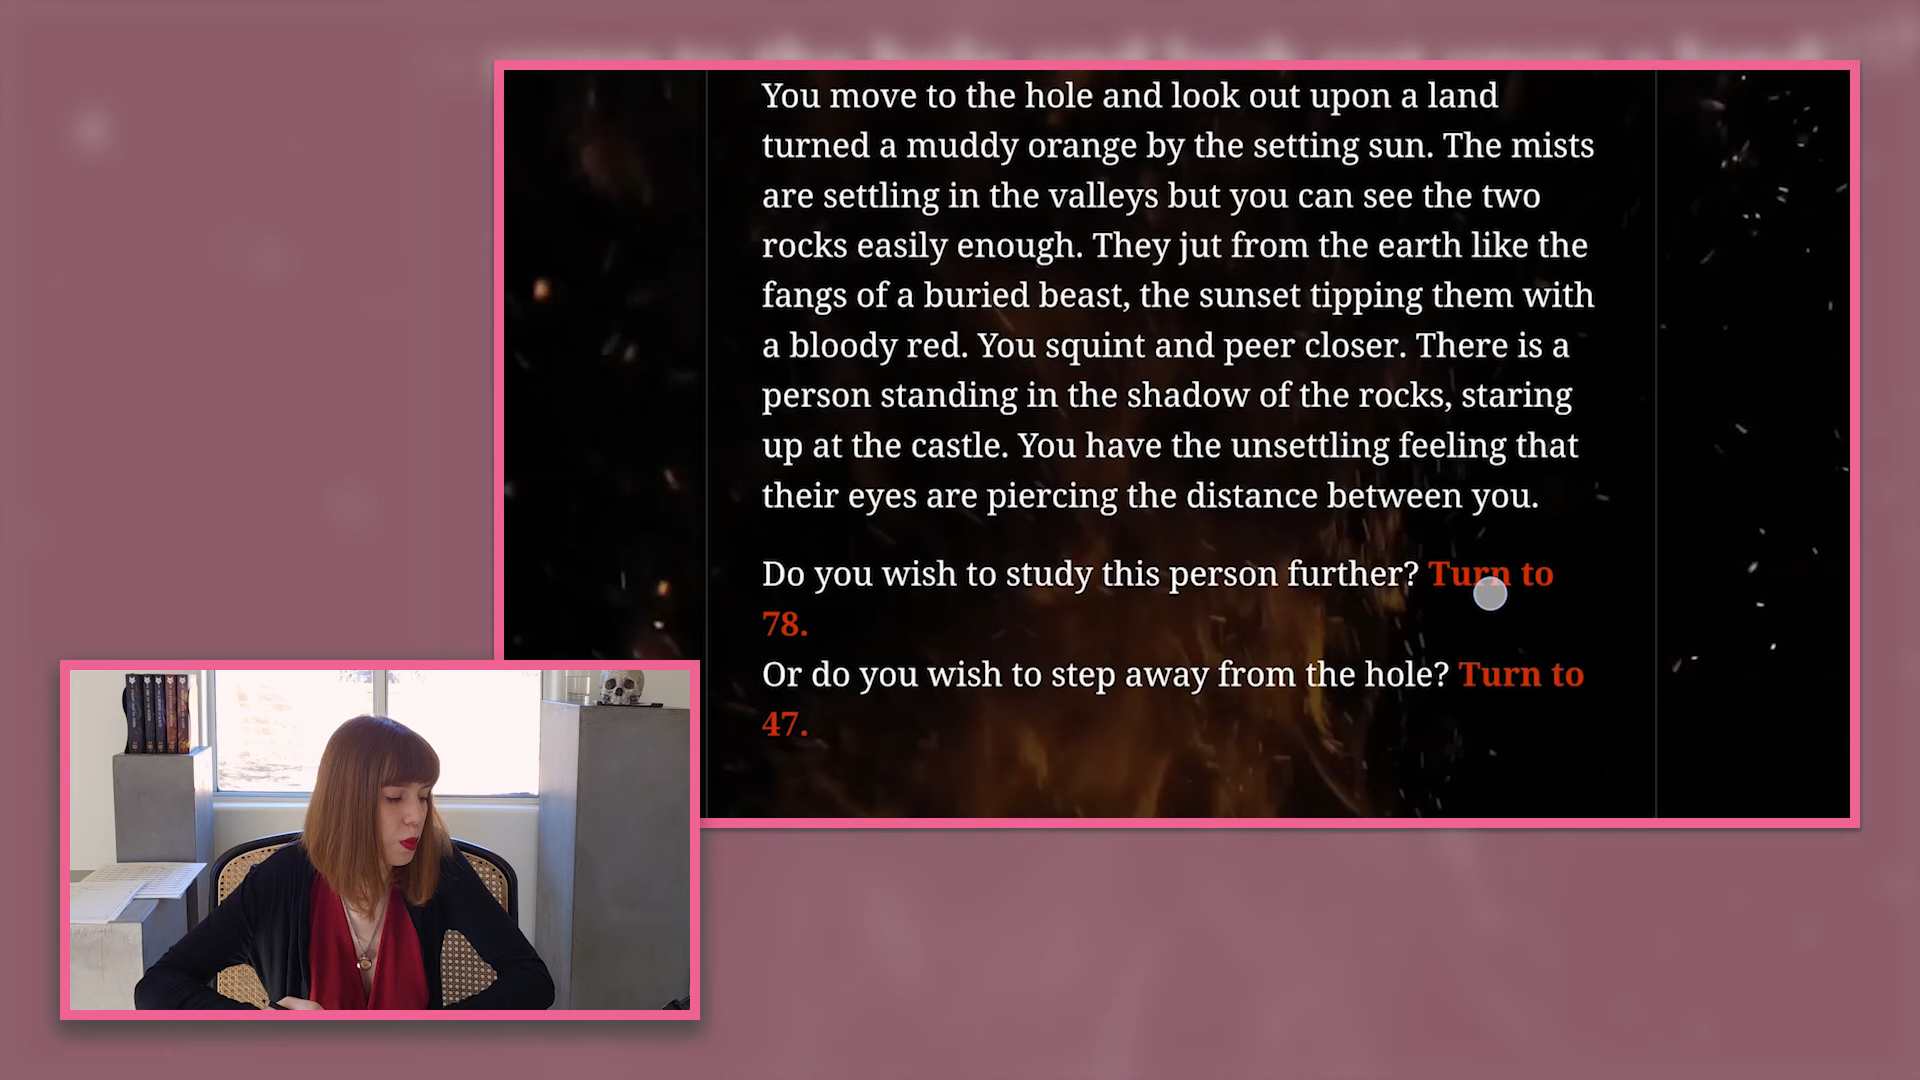 You move to the hole and look out upon a land
turned a muddy orange by the setting sun. The mists
are settling in the valleys but you can see the two
rocks easily enough. They jut from the earth like the
fangs of a buried beast, the sunset tipping them with
a bloody red. You squint and peer closer. There is a
person standing in the shadow of the rocks, staring
up at the castle. You have the unsettling feeling that
their eyes are piercing the distance between you.
Do you wish to study this person further? Turn to
78.
Or do you wish to step away from the hole? Turn to
47.